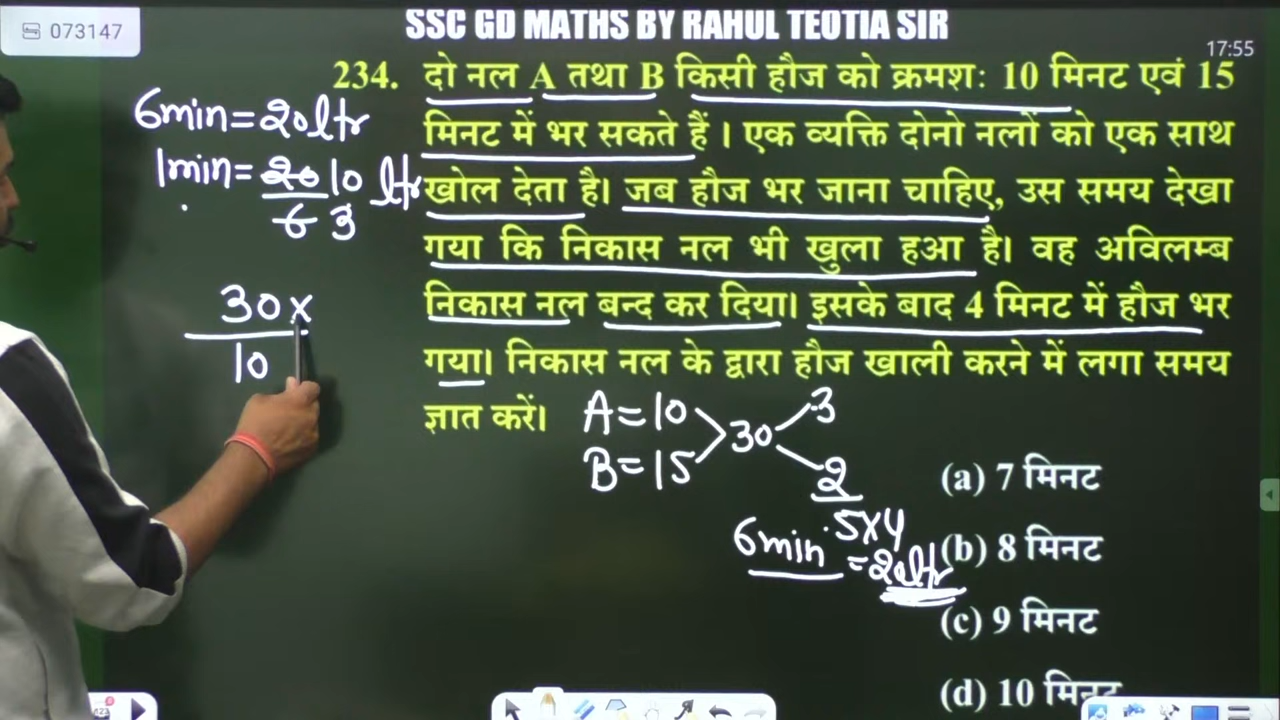 SSC GD MATHS BY RAHUL TEOTIA SIR
073147
17:55
234. दो नल A तथा B किसी हौज को क्रमश: 10 मिनट एवं 15
मिनट में भर सकते हैं । एक व्यक्ति दोनो नलों को एक साथ
खोल देता है। जब हौज भर जाना चाहिए, उस समय देखा
गया कि निकास नल भी खुला हआ है। वह अविलम्ब
निकास नल बन्द कर दिया। इसके बाद 4 मिनट में हौज भर
गया। निकास नल के द्वारा हौज खाली करने में लगा समय
ज्ञात करें।
6min = 20ltr
1min = 20 10 ltr
6 3
30x
10
A = 10
B = 15
30
3
2
6min
5x4
= 20ltr
(a) 7 मिनट
(b) 8 मिनट
(c) 9 मिनट
(d) 10 मिनट